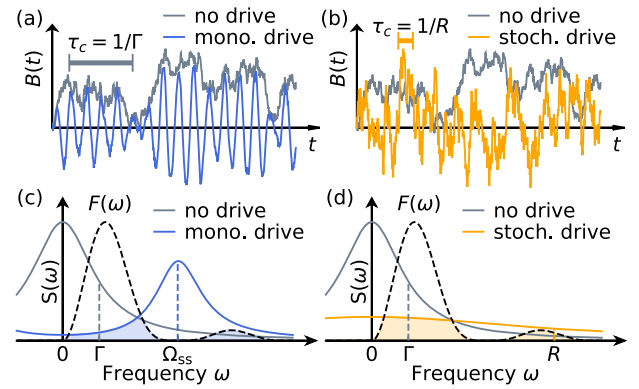 (a)
no drive
mono. drive
τc = 1/Γ
B(t)
t
(b)
no drive
stoch. drive
τc = 1/R
B(t)
t
(c)
F(ω)
no drive
mono. drive
S(ω)
0
Γ
Ωss
Frequency ω
(d)
F(ω)
no drive
stoch. drive
S(ω)
0
Γ
R
Frequency ω